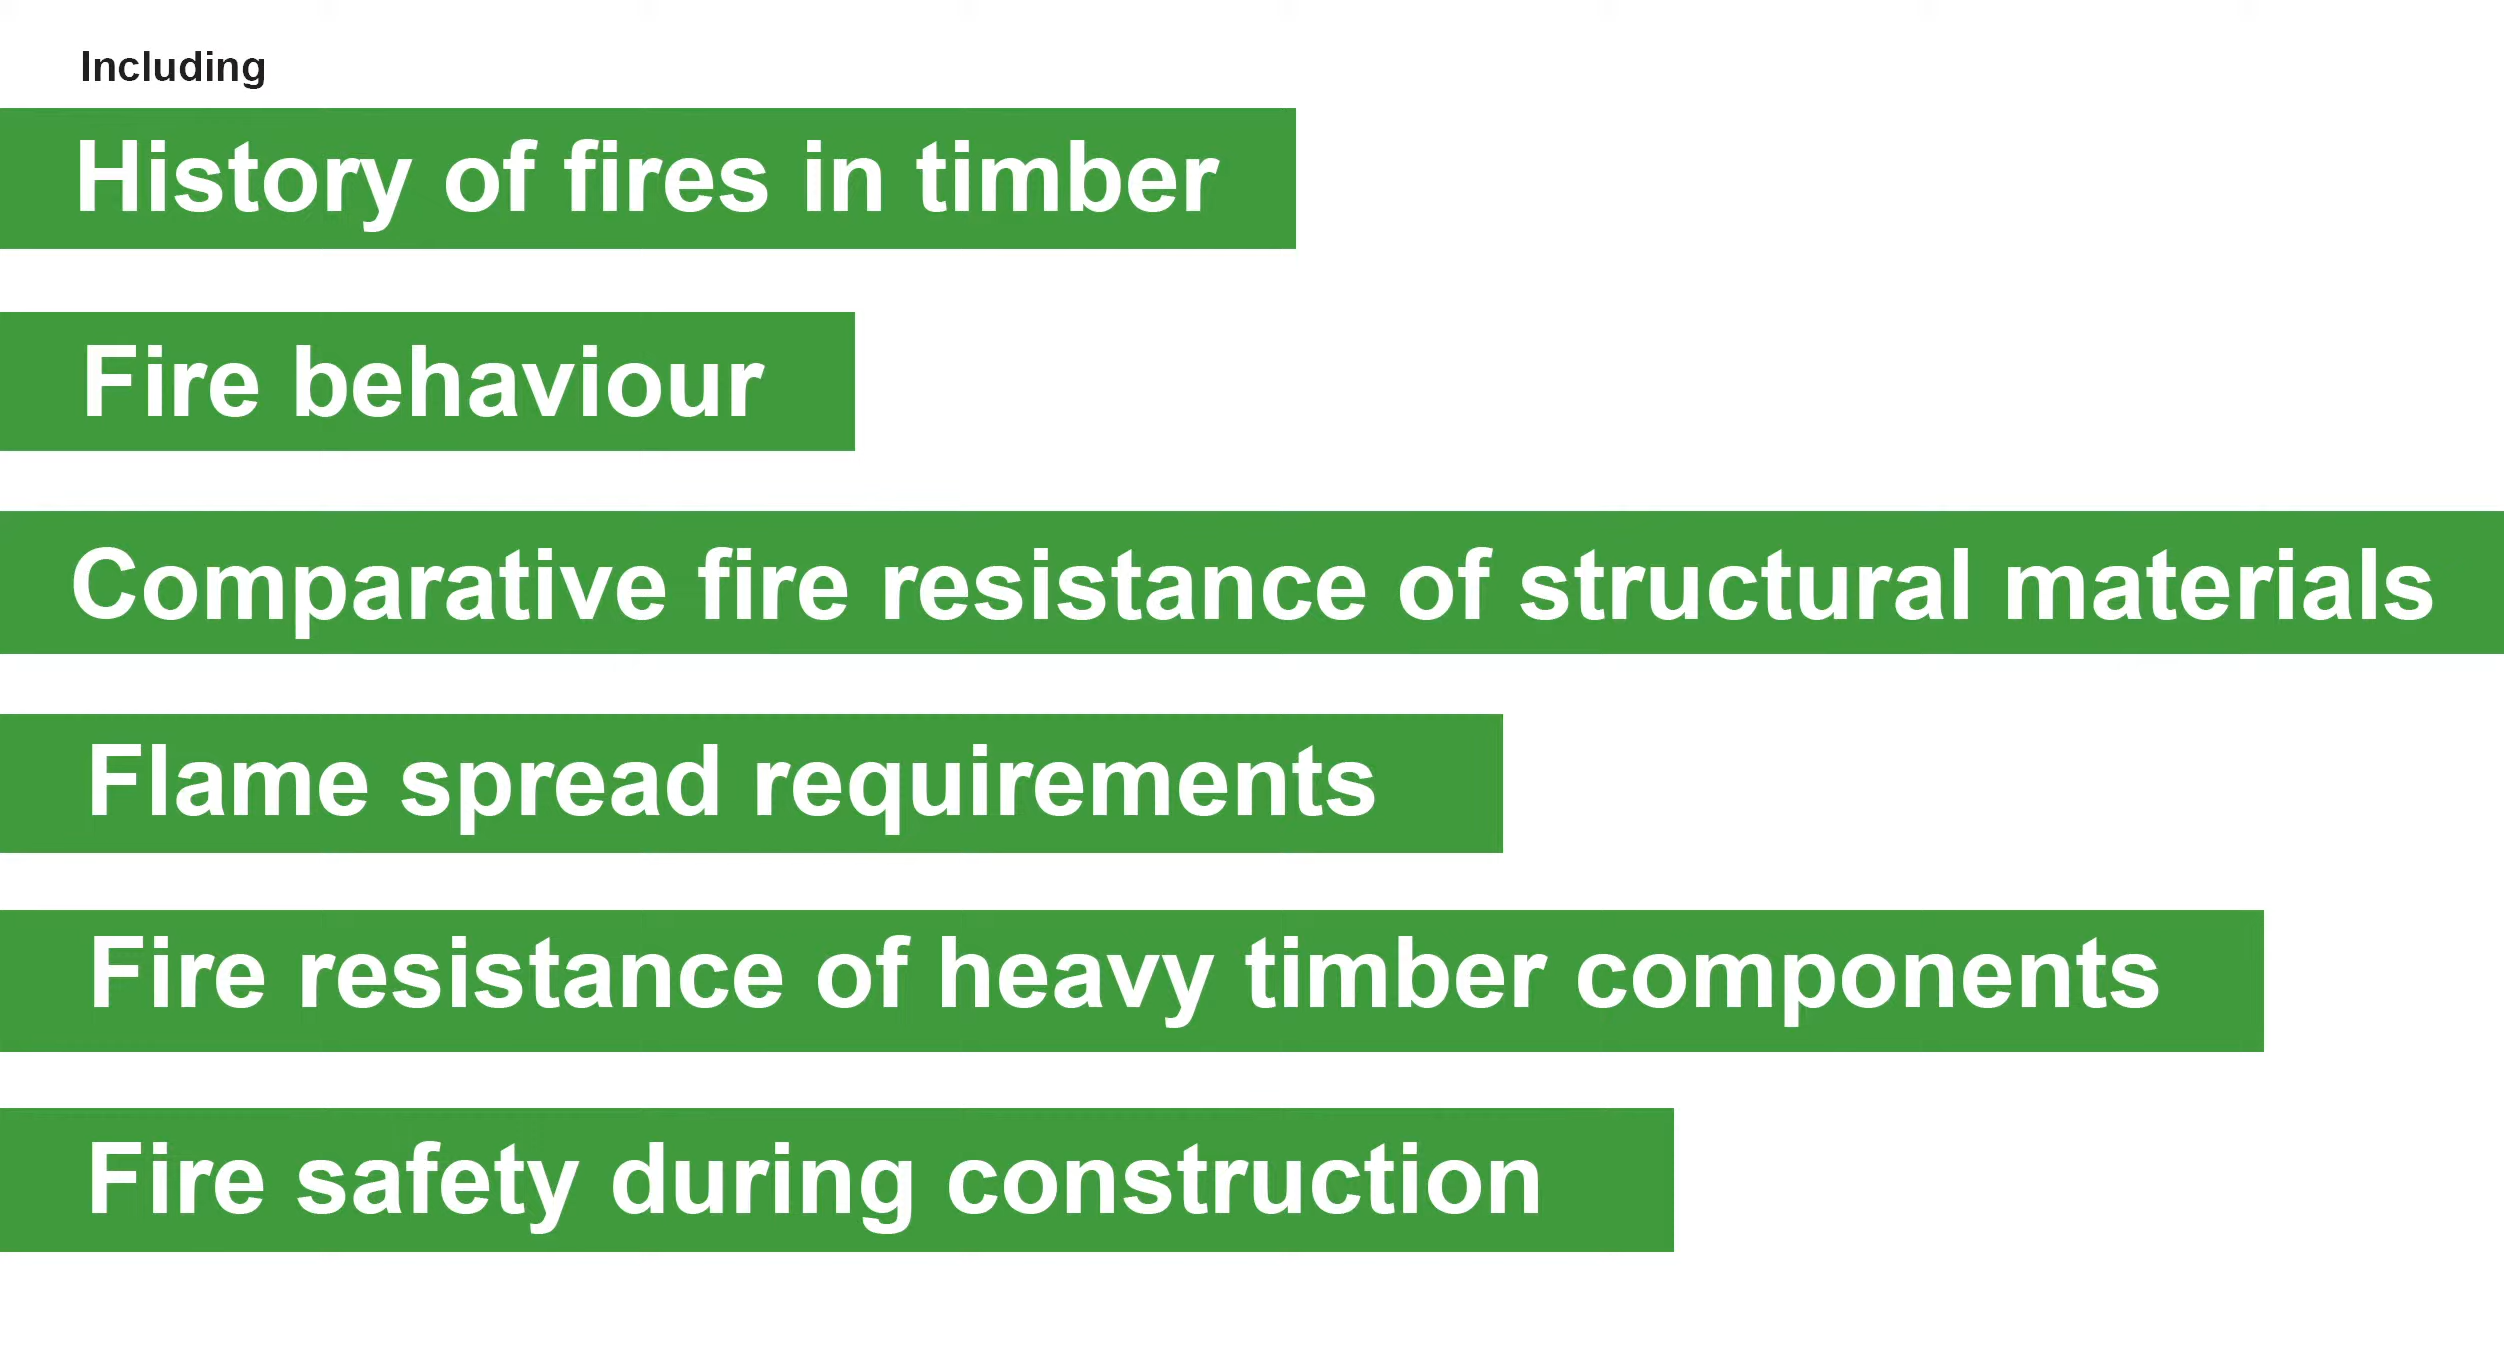 Including
History of fires in timber
Fire behaviour
Comparative fire resistance of structural materials
Flame spread requirements
Fire resistance of heavy timber components
Fire safety during construction